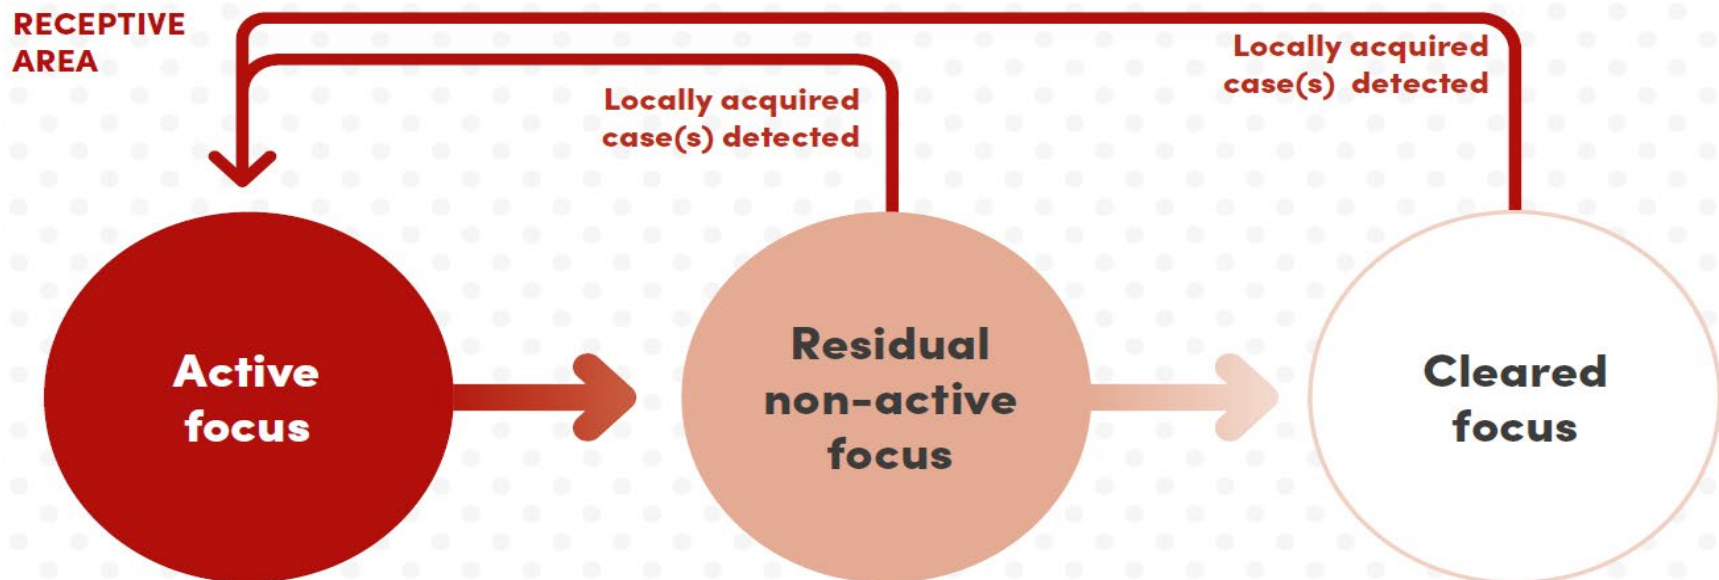 RECEPTIVE
AREA
Locally acquired
case(s) detected
Locally acquired
case(s) detected
Active
focus
Residual
non-active
focus
Cleared
focus